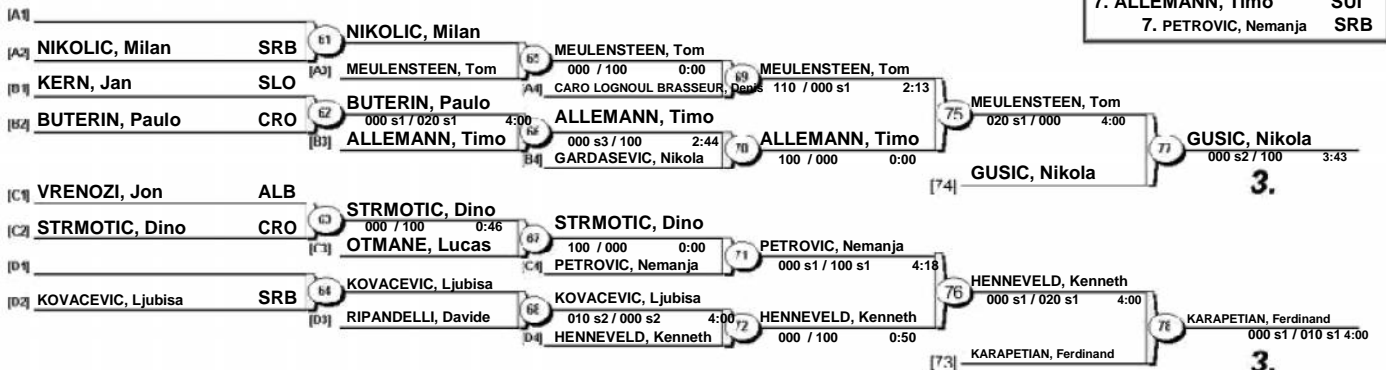 7. ALLEMANN, Timo SUI
7. PETROVIC, Nemanja SRB
[A1]
[A2] NIKOLIC, Milan SRB
61 NIKOLIC, Milan
[A3] MEULENSTEEN, Tom
[B1] KERN, Jan SLO
[B2] BUTERIN, Paulo CRO
62 BUTERIN, Paulo
000 s1 / 020 s1 4:00
[B3] ALLEMANN, Timo
65 MEULENSTEEN, Tom
000 / 100 0:00
[A4] CARO LOGNOUL BRASSEUR, Denis
66 ALLEMANN, Timo
000 s3 / 100 2:44
[B4] GARDASEVIC, Nikola
69 MEULENSTEEN, Tom
110 / 000 s1 2:13
70 ALLEMANN, Timo
100 / 000 0:00
75 MEULENSTEEN, Tom
020 s1 / 000 4:00
[74] GUSIC, Nikola
77 GUSIC, Nikola
000 s2 / 100 3:43
3.
[C1] VRENOZI, Jon ALB
[C2] STRMOTIC, Dino CRO
63 STRMOTIC, Dino
000 / 100 0:46
[C3] OTMANE, Lucas
[D1]
[D2] KOVACEVIC, Ljubisa SRB
64 KOVACEVIC, Ljubisa
[D3] RIPANDELLI, Davide
67 STRMOTIC, Dino
100 / 000 0:00
[C4] PETROVIC, Nemanja
68 KOVACEVIC, Ljubisa
010 s2 / 000 s2 4:00
[D4] HENNEVELD, Kenneth
71 PETROVIC, Nemanja
000 s1 / 100 s1 4:18
72 HENNEVELD, Kenneth
000 / 100 0:50
76 HENNEVELD, Kenneth
000 s1 / 020 s1 4:00
[73] KARAPETIAN, Ferdinand
78 KARAPETIAN, Ferdinand
000 s1 / 010 s1 4:00
3.